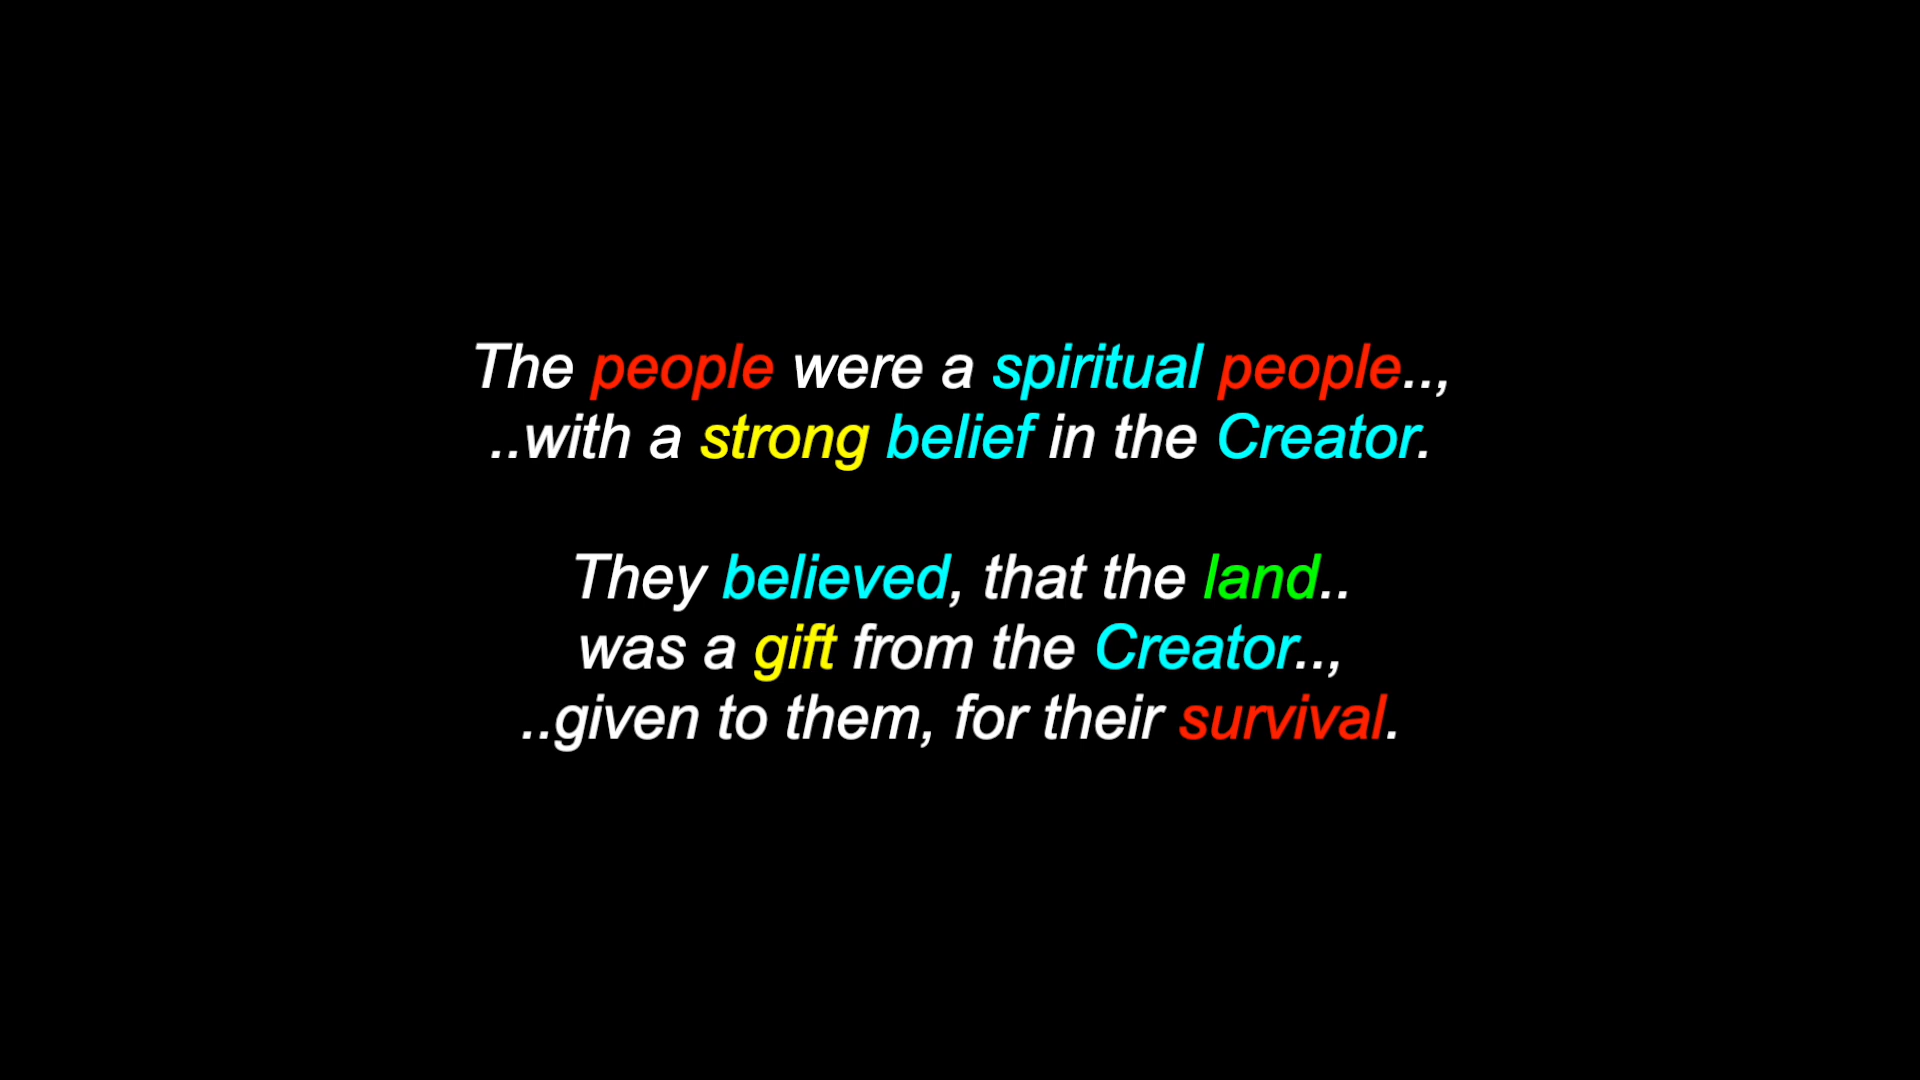 The people were a spiritual people..,
..with a strong belief in the Creator.
They believed, that the land..
was a gift from the Creator..,
..given to them, for their survival.